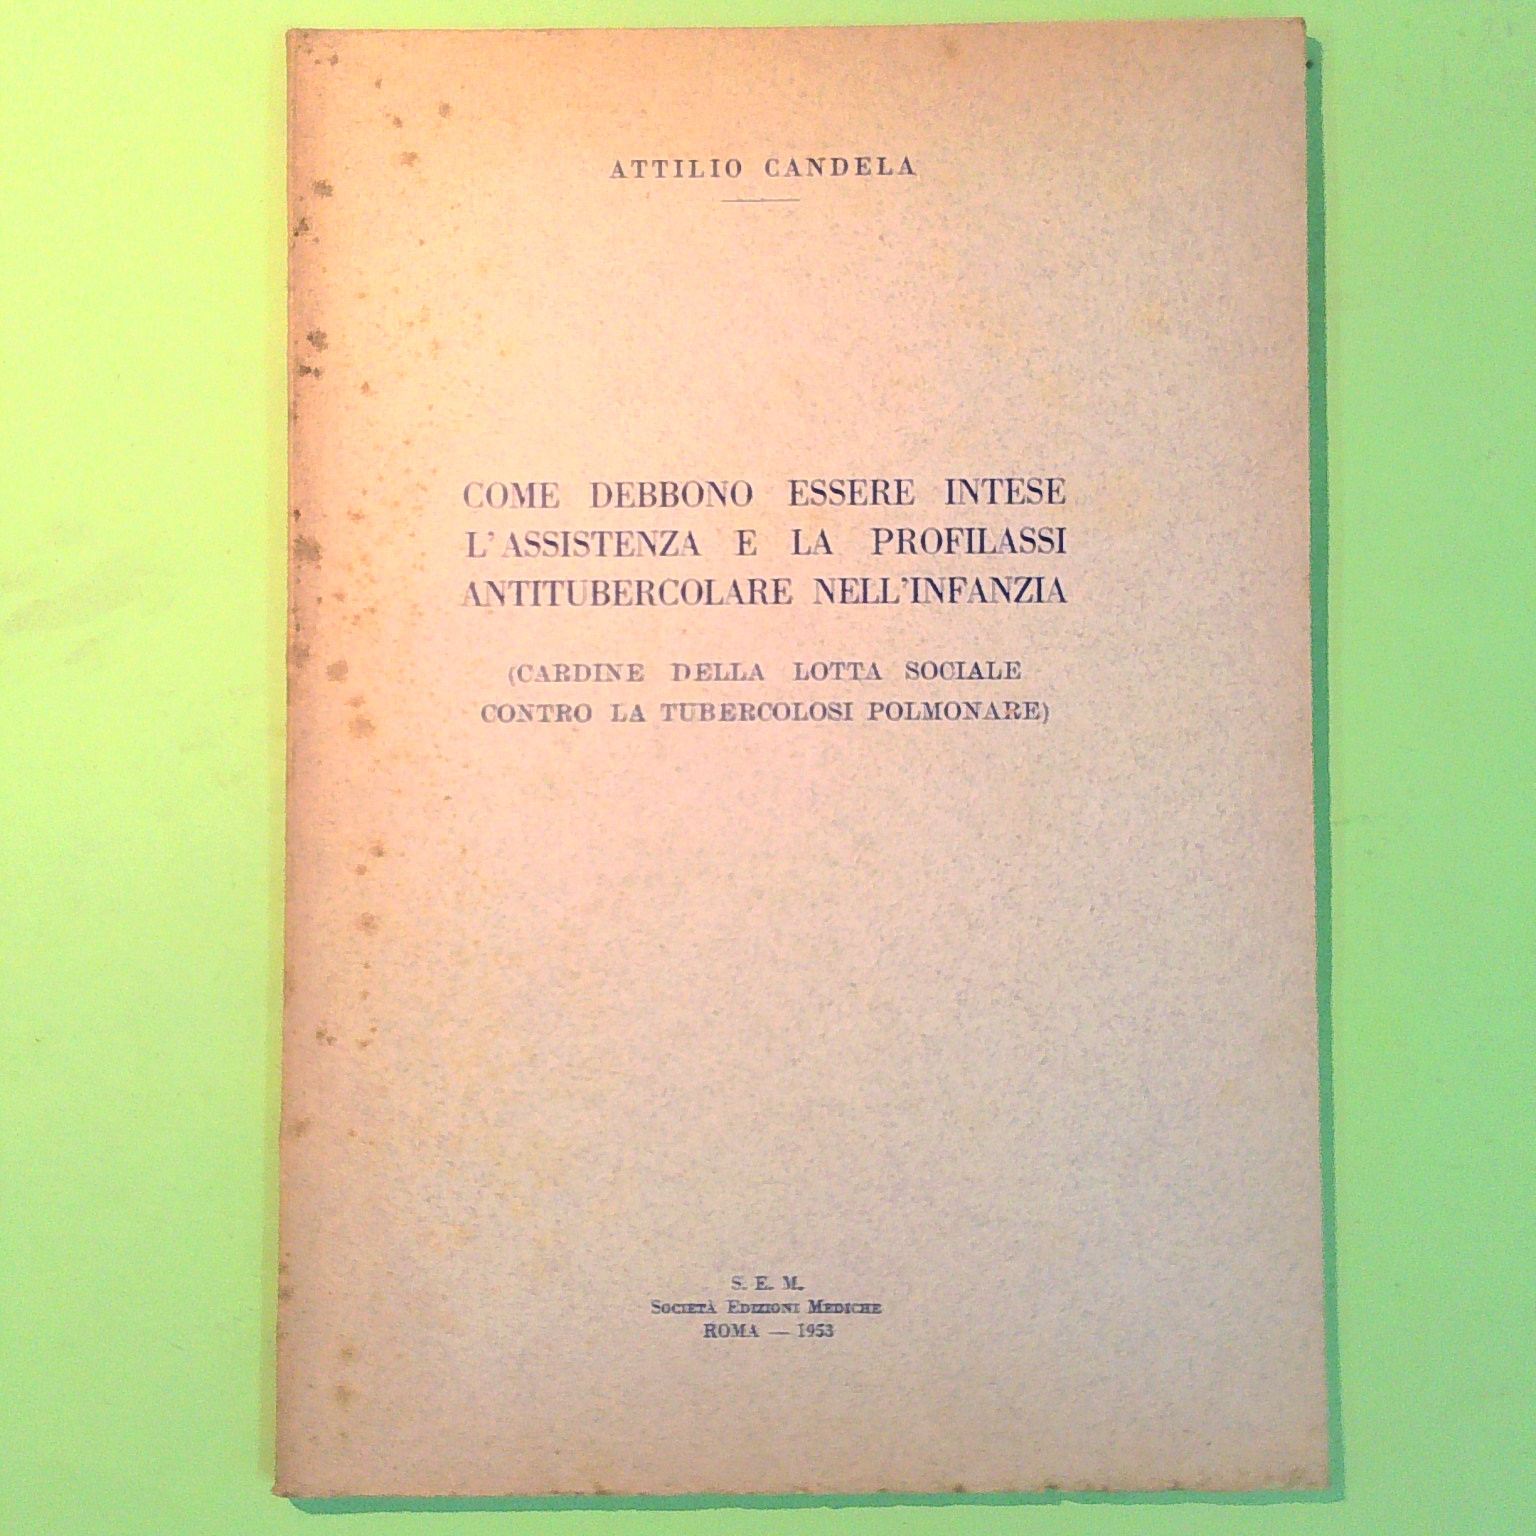 ATTILIO CANDELA
COME DEBBONO ESSERE INTESE
L'ASSISTENZA E LA PROFILASSI
ANTITUBERCOLARE NELL'INFANZIA
(CARDINE DELLA LOTTA SOCIALE
CONTRO LA TUBERCOLOSI POLMONARE)
S. E. M.
SOCIETÀ EDIZIONI MEDICHE
ROMA — 1953